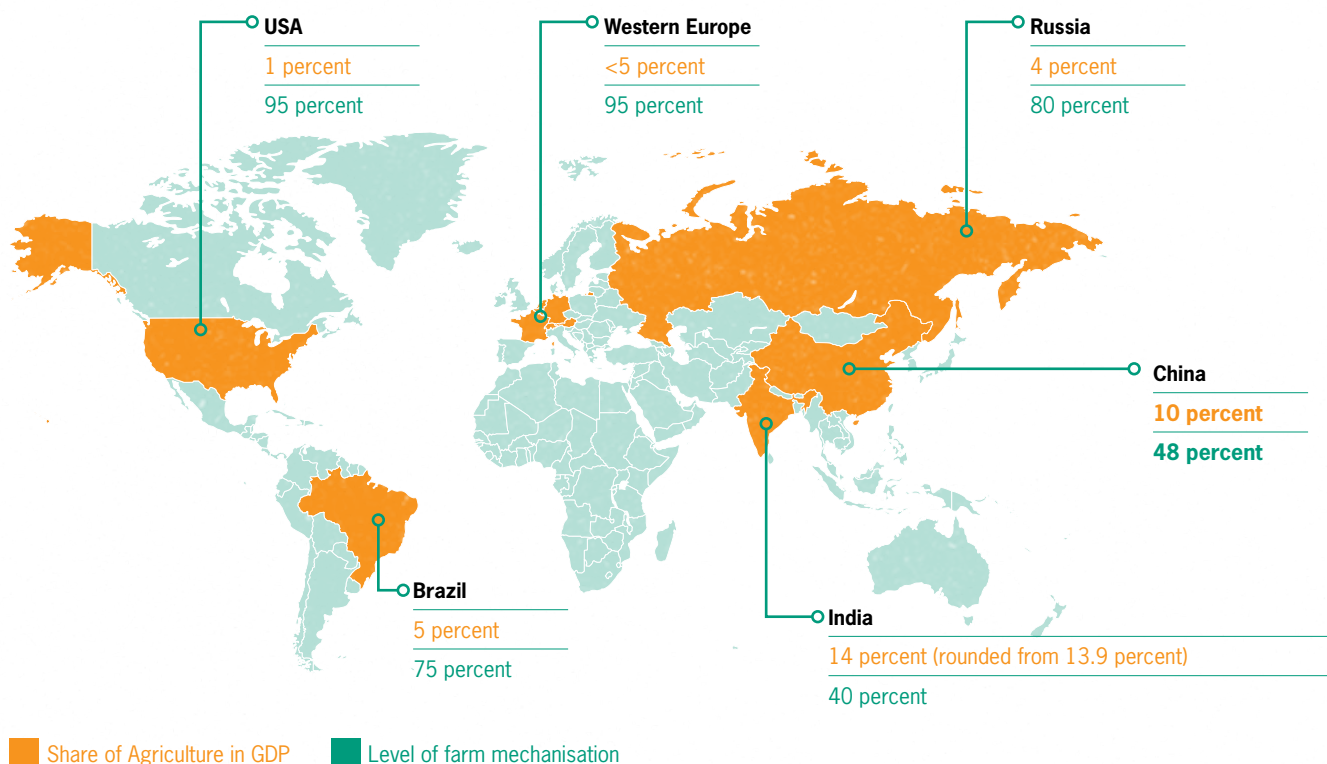 USA
1 percent
95 percent
Western Europe
<5 percent
95 percent
Russia
4 percent
80 percent
China
10 percent
48 percent
Brazil
5 percent
75 percent
India
14 percent (rounded from 13.9 percent)
40 percent
Share of Agriculture in GDP
Level of farm mechanisation